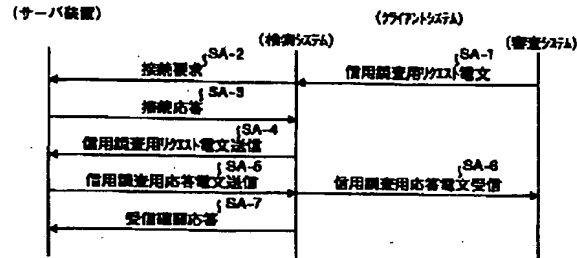 (サーバ装置)
(クライアントシステム)
(検索システム)
(審査システム)
SA-2
接続要求
SA-1
信用調査用リクエスト電文
SA-3
接続応答
SA-4
信用調査用リクエスト電文送信
SA-5
信用調査用応答電文送信
SA-6
信用調査用応答電文受信
SA-7
受信確認応答